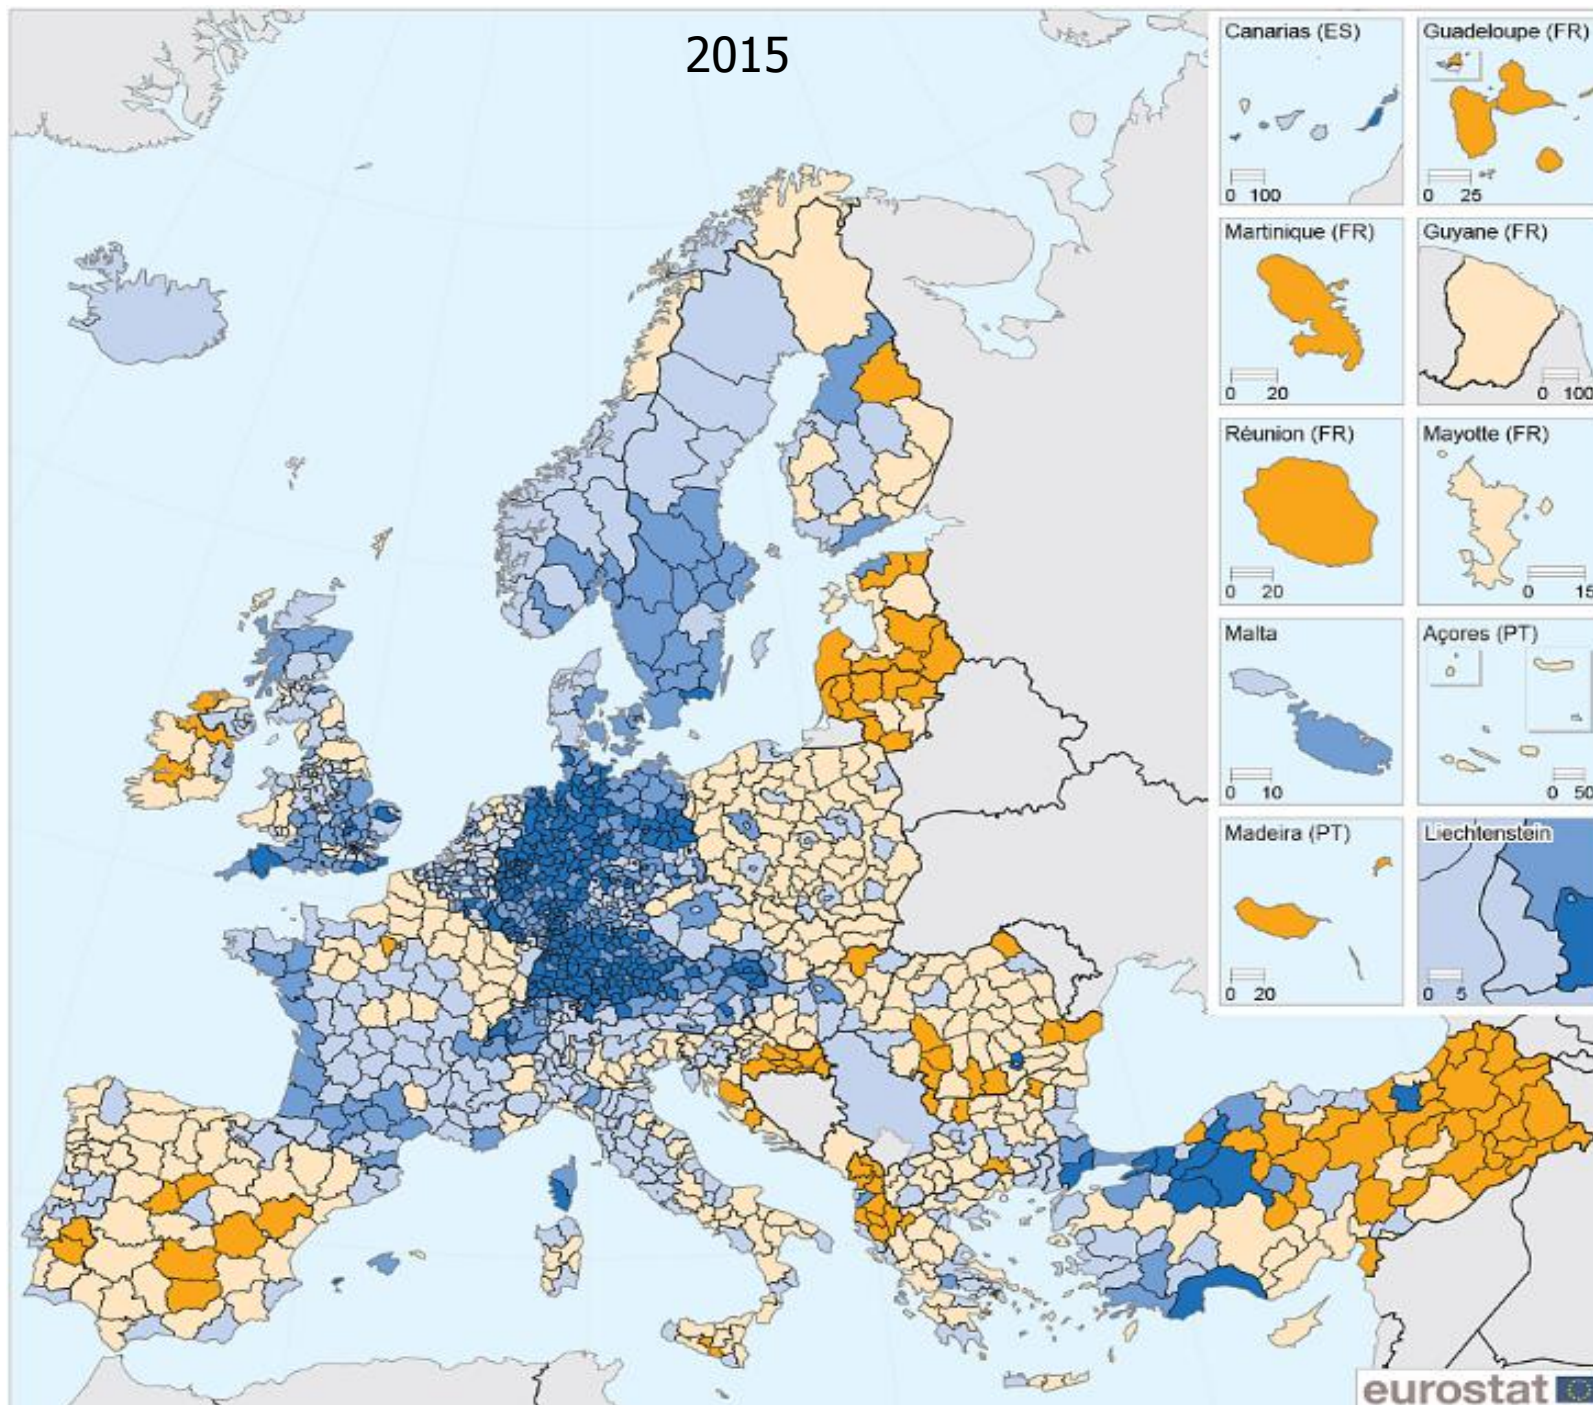 2015
Canarias (ES)
0 100
Guadeloupe (FR)
0 25
Martinique (FR)
0 20
Guyane (FR)
0 100
Réunion (FR)
0 20
Mayotte (FR)
0 15
Malta
0 10
Açores (PT)
0 50
Madeira (PT)
0 20
Liechtenstein
0 5
eurostat